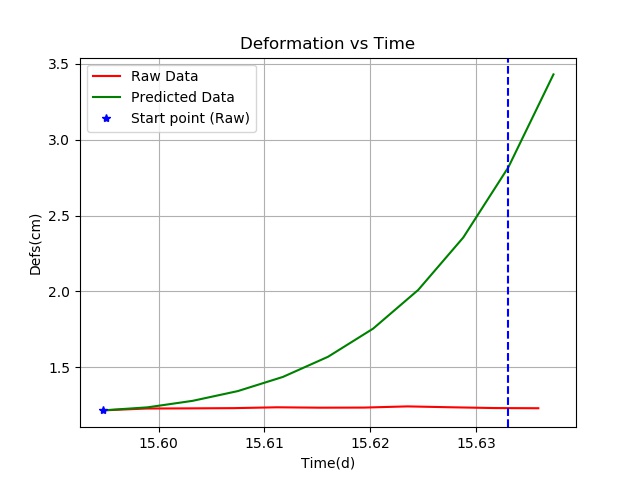 Deformation vs Time
Raw Data
Predicted Data
Start point (Raw)
3.5
3.0
2.5
2.0
1.5
Defs(cm)
15.60 15.61 15.62 15.63
Time(d)